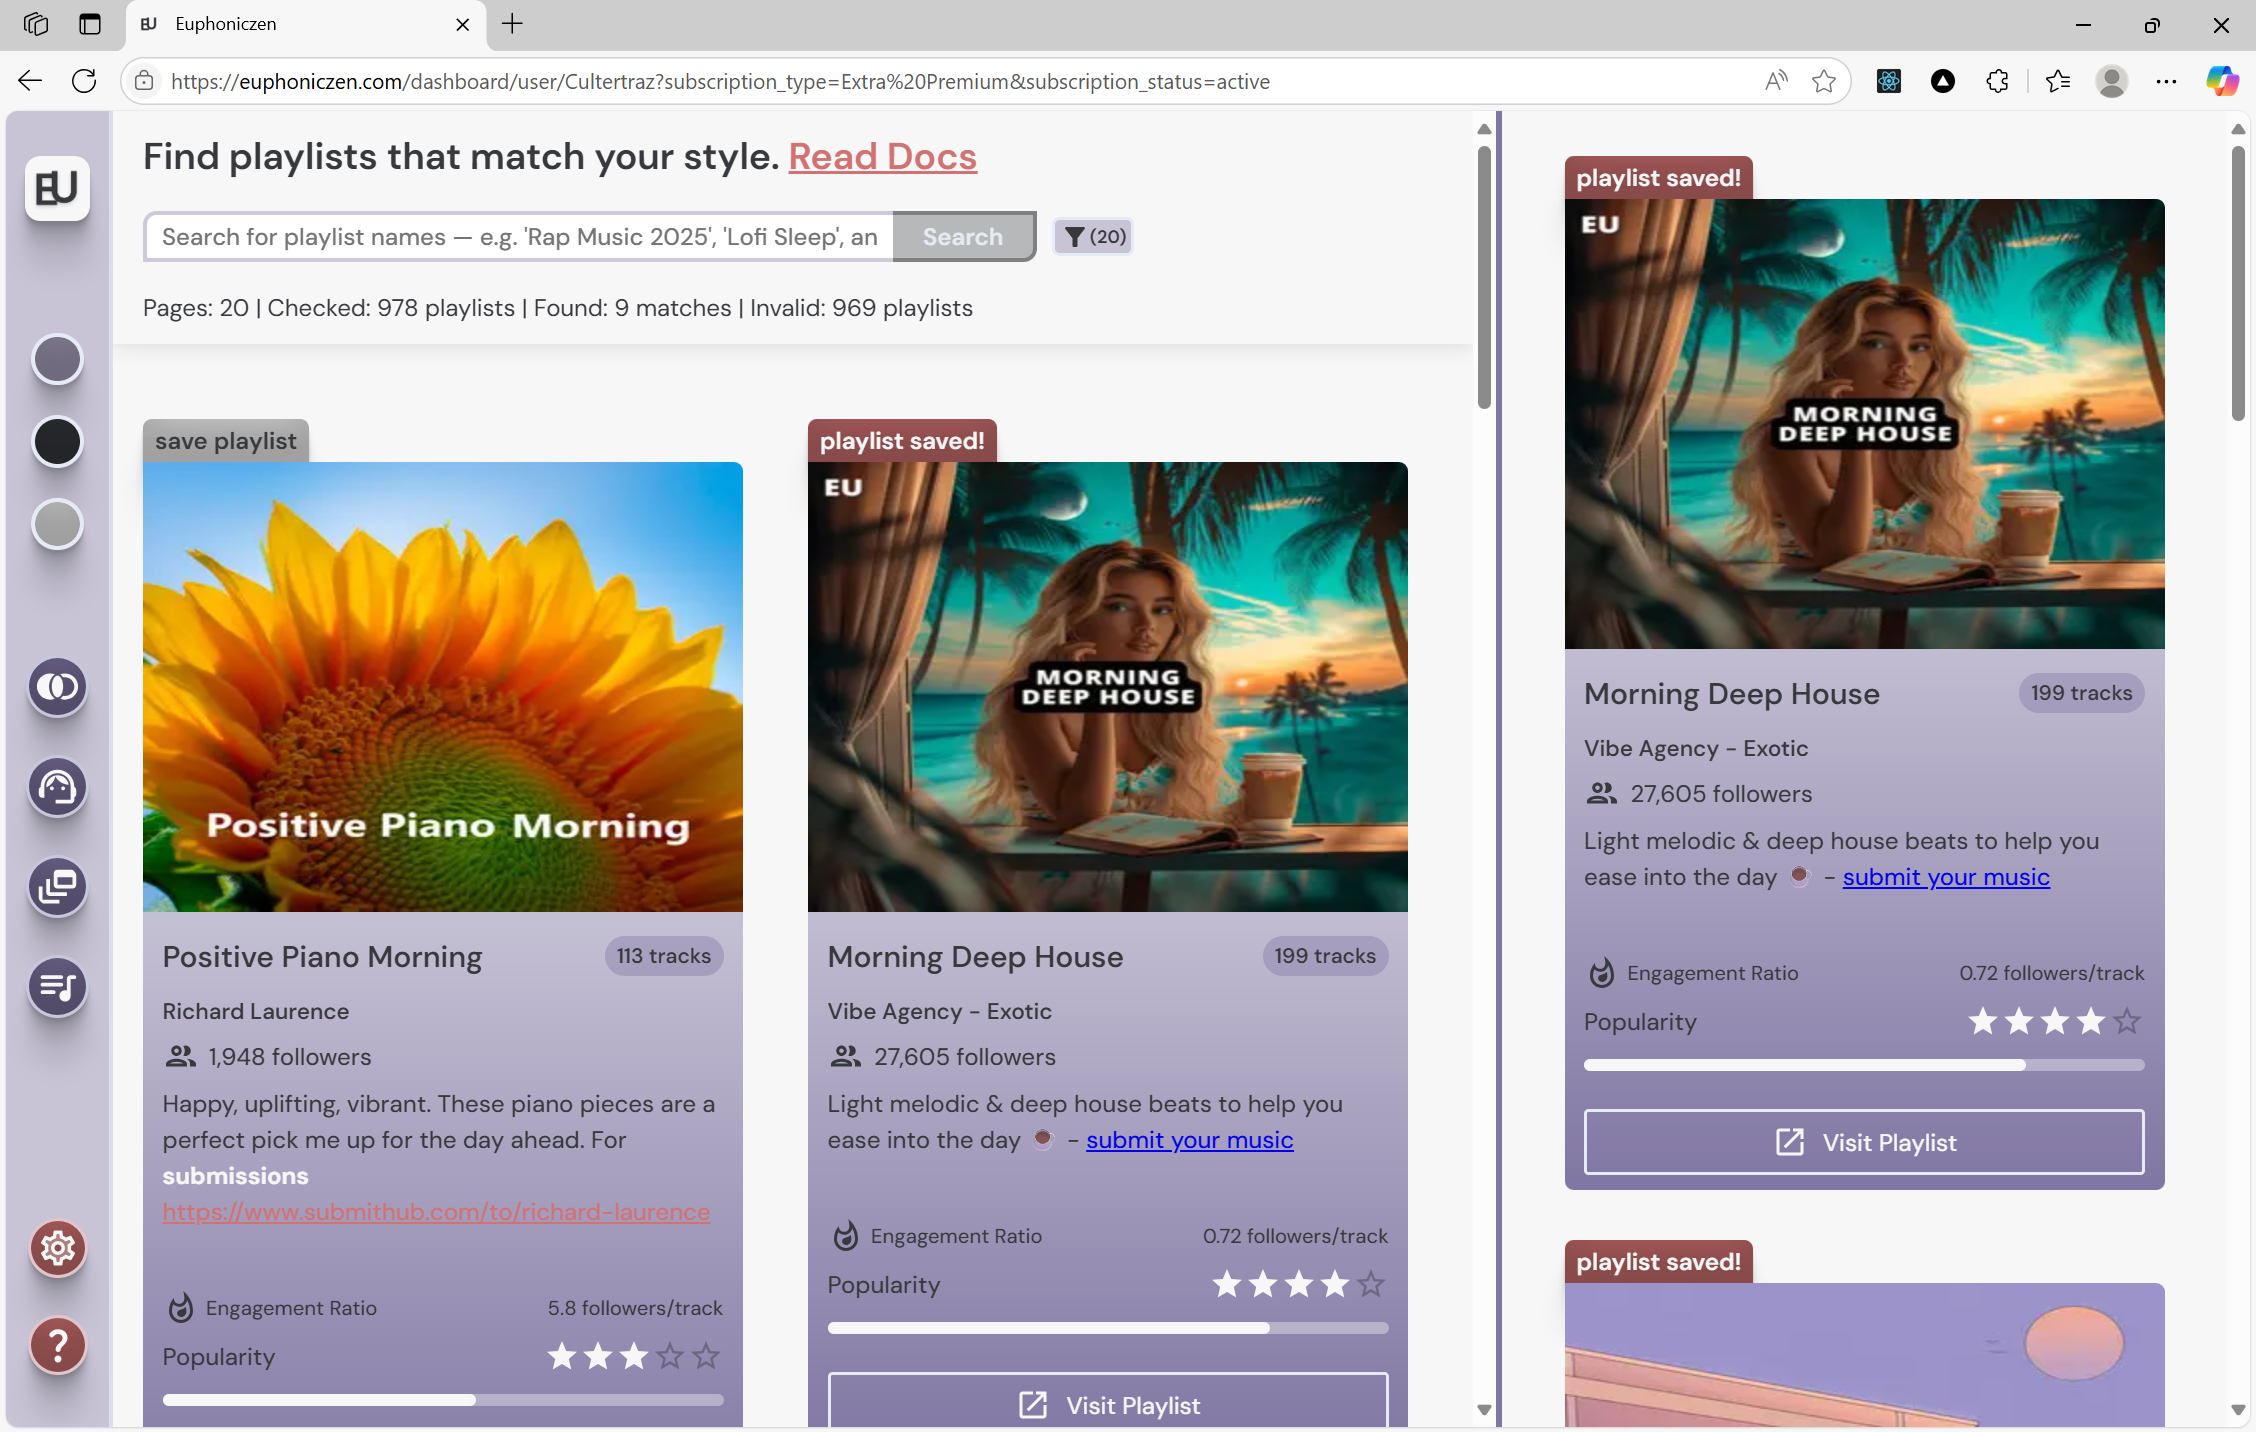 Euphoniczen
https://euphoniczen.com/dashboard/user/Cultertraz?subscription_type=Extra%20Premium&subscription_status=active
EU
Find playlists that match your style. Read Docs
Search for playlist names — e.g. 'Rap Music 2025', 'Lofi Sleep', an
Search
(20)
Pages: 20 | Checked: 978 playlists | Found: 9 matches | Invalid: 969 playlists
save playlist
Positive Piano Morning
Positive Piano Morning
113 tracks
Richard Laurence
1,948 followers
Happy, uplifting, vibrant. These piano pieces are a
perfect pick me up for the day ahead. For
submissions
https://www.submithub.com/to/richard-laurence
Engagement Ratio
5.8 followers/track
Popularity
playlist saved!
EU
MORNING
DEEP HOUSE
Morning Deep House
199 tracks
Vibe Agency - Exotic
27,605 followers
Light melodic & deep house beats to help you
ease into the day ☕ - submit your music
Engagement Ratio
0.72 followers/track
Popularity
Visit Playlist
playlist saved!
EU
MORNING
DEEP HOUSE
Morning Deep House
199 tracks
Vibe Agency - Exotic
27,605 followers
Light melodic & deep house beats to help you
ease into the day ☕ - submit your music
Engagement Ratio
0.72 followers/track
Popularity
Visit Playlist
playlist saved!